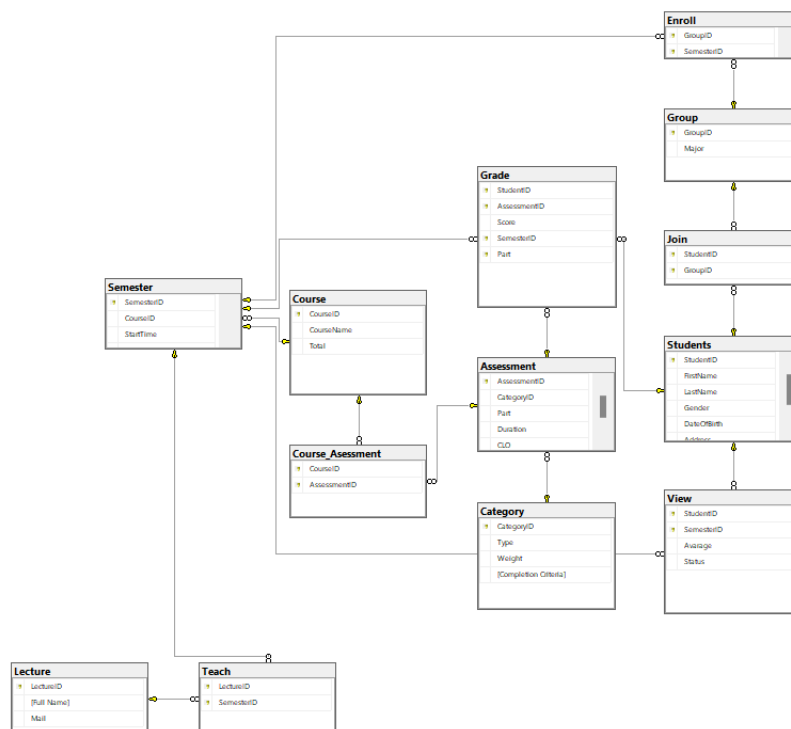 Enroll
GroupID
SemesterID
Group
GroupID
Major
Grade
StudentID
AssessmentID
Score
SemesterID
Part
Join
StudentID
GroupID
Semester
SemesterID
CourseID
StartTime
Course
CourseID
CourseName
Total
Students
StudentID
FirstName
LastName
Gender
DateOfBirth
Address
Assessment
AssessmentID
CategoryID
Part
Duration
CLO
Course_Asessment
CourseID
AssessmentID
View
StudentID
SemesterID
Avarage
Status
Category
CategoryID
Type
Weight
[Completion Criteria]
Lecture
LectureID
[Full Name]
Mail
Teach
LectureID
SemesterID